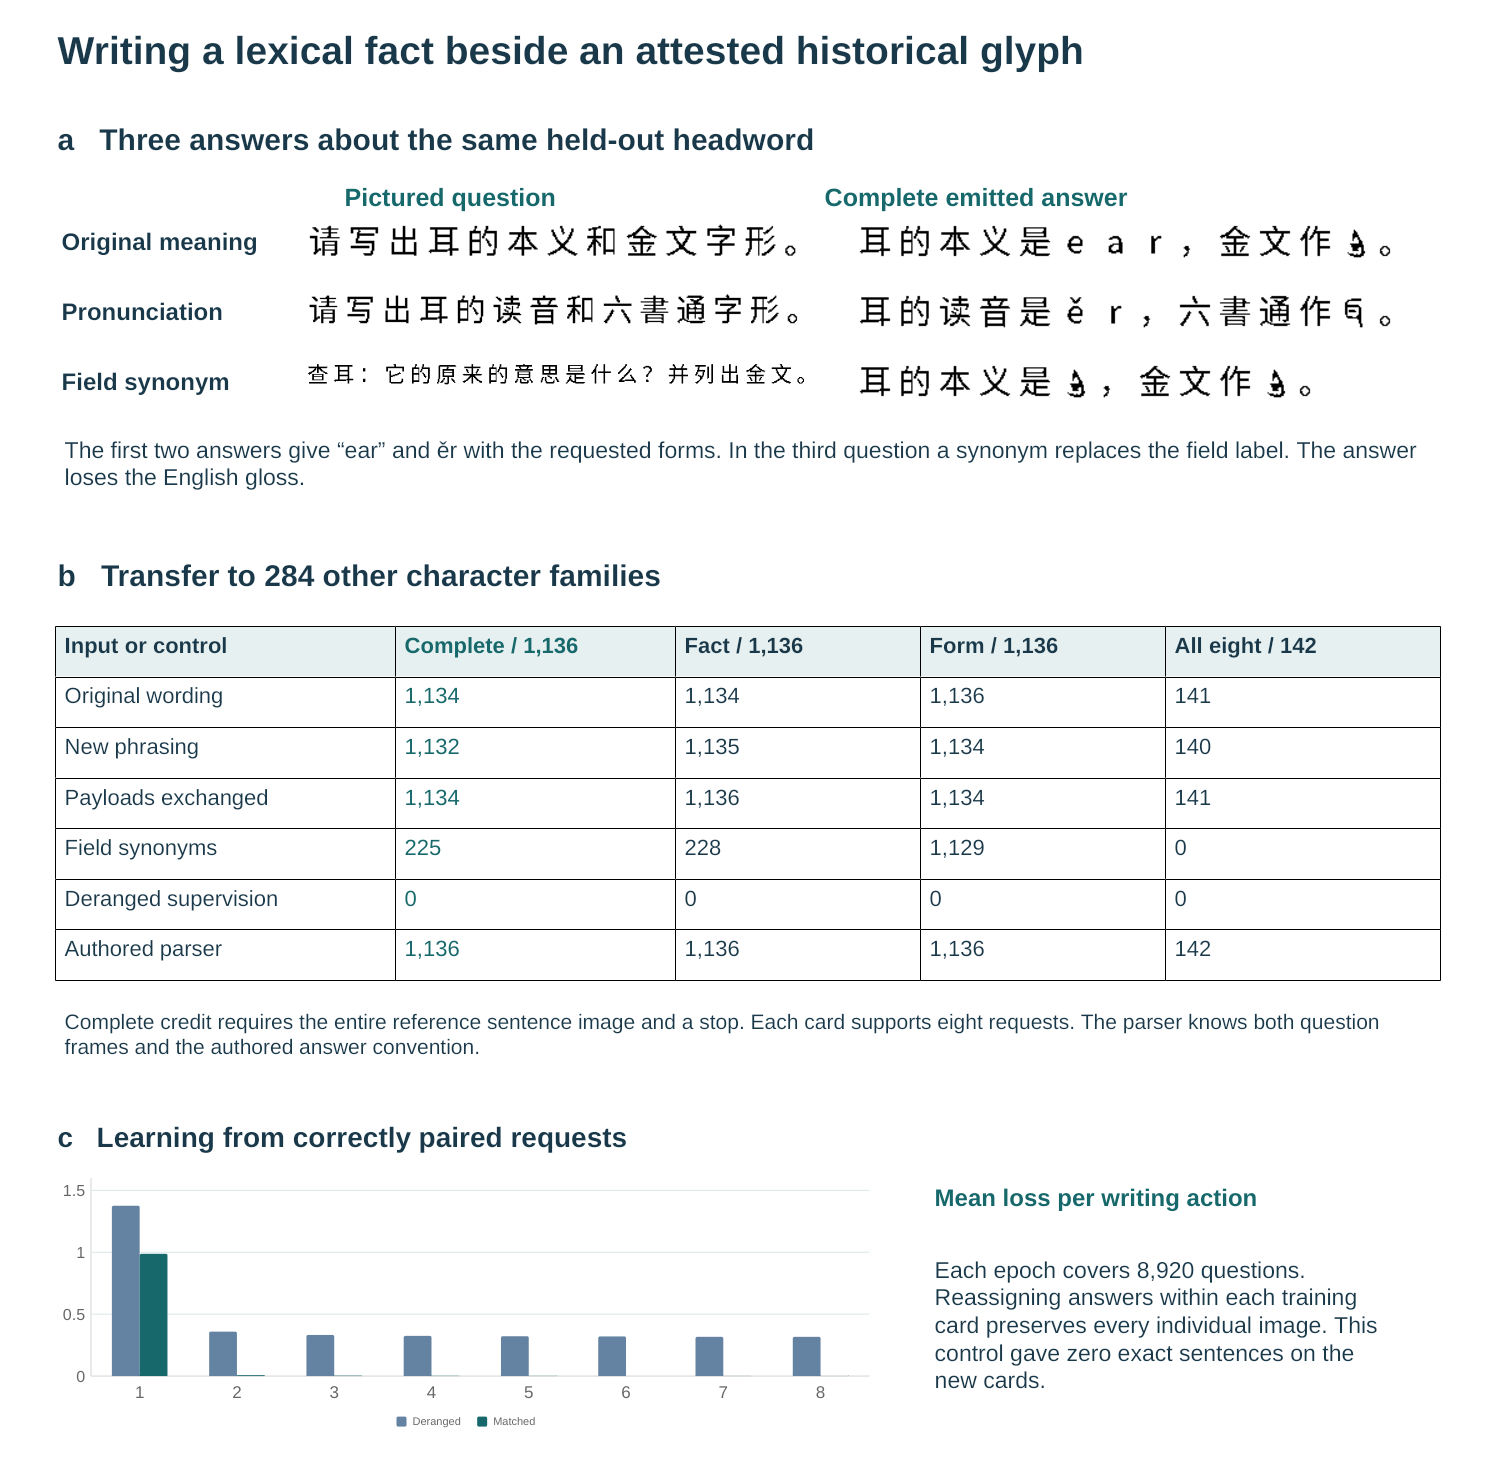 Writing a lexical fact beside an attested historical glyph
a Three answers about the same held-out headword
Pictured question Complete emitted answer
Original meaning 请写出耳的本义和金文字形。 耳的本义是ear，金文作。
Pronunciation 请写出耳的读音和六書通字形。 耳的读音是ěr，六書通作。
Field synonym 查耳：它的原来的意思是什么？并列出金文。 耳的本义是，金文作。
The first two answers give “ear” and ěr with the requested forms. In the third question a synonym replaces the field label. The answer
loses the English gloss.
b Transfer to 284 other character families
Input or control Complete / 1,136 Fact / 1,136 Form / 1,136 All eight / 142
Original wording 1,134 1,134 1,136 141
New phrasing 1,132 1,135 1,134 140
Payloads exchanged 1,134 1,136 1,134 141
Field synonyms 225 228 1,129 0
Deranged supervision 0 0 0 0
Authored parser 1,136 1,136 1,136 142
Complete credit requires the entire reference sentence image and a stop. Each card supports eight requests. The parser knows both question
frames and the authored answer convention.
c Learning from correctly paired requests
1.5
1
0.5
0
1 2 3 4 5 6 7 8
Deranged Matched
Mean loss per writing action
Each epoch covers 8,920 questions.
Reassigning answers within each training
card preserves every individual image. This
control gave zero exact sentences on the
new cards.